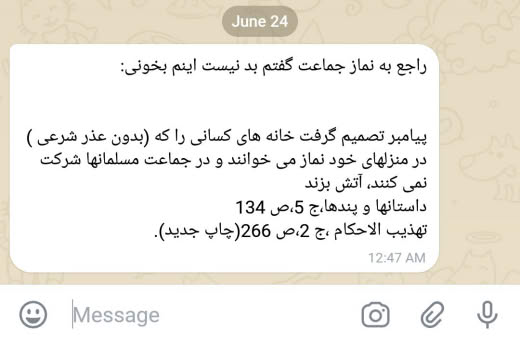 June 24
راجع به نماز جماعت گفتم بد نیست اینم بخونی:
پیامبر تصمیم گرفت خانه های کسانی را که (بدون عذر شرعی )
در منزلهای خود نماز می خوانند و در جماعت مسلمانها شرکت
نمی کنند، آتش بزند
داستانها و پندها،ج 5،ص 134
تهذیب الاحکام ،ج 2،ص 266(چاپ جدید).
12:47 AM
Message